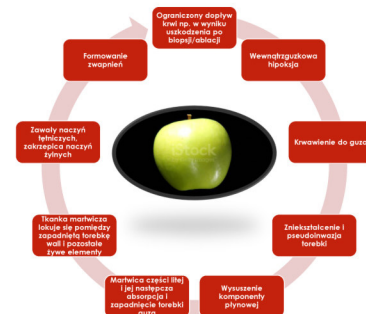 Ograniczony dopływ
krwi np. w wyniku
uszkodzenia po
biopsji/ablacji
Wewnątrzguzkowa
hipoksja
Krwawienie do guza
Zniekształcenie i
pseudoinwazja
torebki
Wysuszenie
komponenty
płynowej
Martwica części litej
i jej następcza
absorpcja i
zapadnięcie torebki
guza
Tkanka martwicza
lokuje się pomiędzy
zapadniętą torebkę
wall i pozostałe
żywe elementy
Zawały naczyń
tętniczych,
zakrzepica naczyń
żylnych
Formowanie
zwapnień
iStock